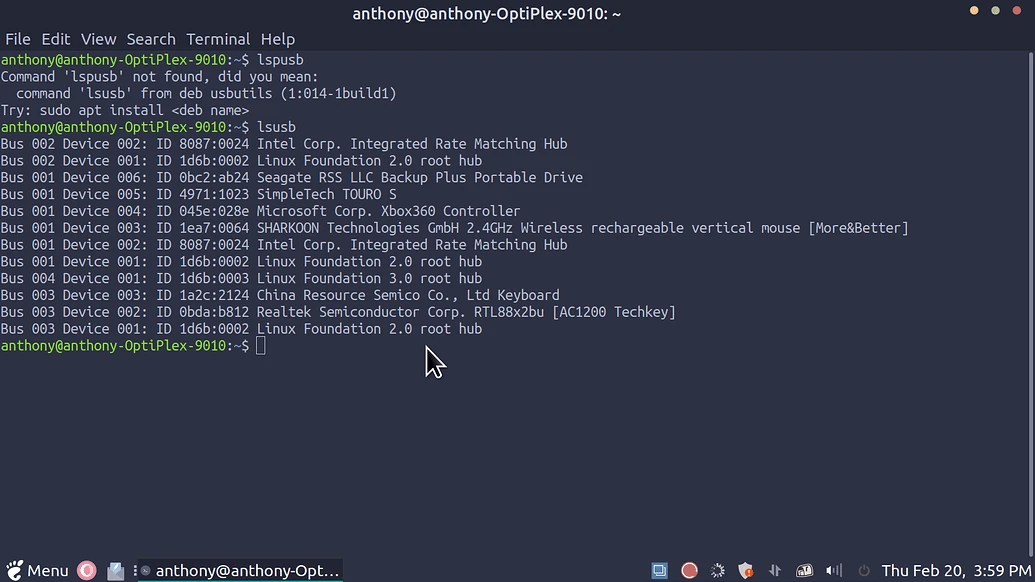 anthony@anthony-OptiPlex-9010: ~
File Edit View Search Terminal Help
anthony@anthony-OptiPlex-9010:~$ lspusb
Command 'lspusb' not found, did you mean:
  command 'lsusb' from deb usbutils (1:014-1build1)
Try: sudo apt install <deb name>
anthony@anthony-OptiPlex-9010:~$ lsusb
Bus 002 Device 002: ID 8087:0024 Intel Corp. Integrated Rate Matching Hub
Bus 002 Device 001: ID 1d6b:0002 Linux Foundation 2.0 root hub
Bus 001 Device 006: ID 0bc2:ab24 Seagate RSS LLC Backup Plus Portable Drive
Bus 001 Device 005: ID 4971:1023 SimpleTech TOURO S
Bus 001 Device 004: ID 045e:028e Microsoft Corp. Xbox360 Controller
Bus 001 Device 003: ID 1ea7:0064 SHARKOON Technologies GmbH 2.4GHz Wireless rechargeable vertical mouse [More&Better]
Bus 001 Device 002: ID 8087:0024 Intel Corp. Integrated Rate Matching Hub
Bus 001 Device 001: ID 1d6b:0002 Linux Foundation 2.0 root hub
Bus 004 Device 001: ID 1d6b:0003 Linux Foundation 3.0 root hub
Bus 003 Device 003: ID 1a2c:2124 China Resource Semico Co., Ltd Keyboard
Bus 003 Device 002: ID 0bda:b812 Realtek Semiconductor Corp. RTL88x2bu [AC1200 Techkey]
Bus 003 Device 001: ID 1d6b:0002 Linux Foundation 2.0 root hub
anthony@anthony-OptiPlex-9010:~$
Menu anthony@anthony-Opt... Thu Feb 20, 3:59 PM